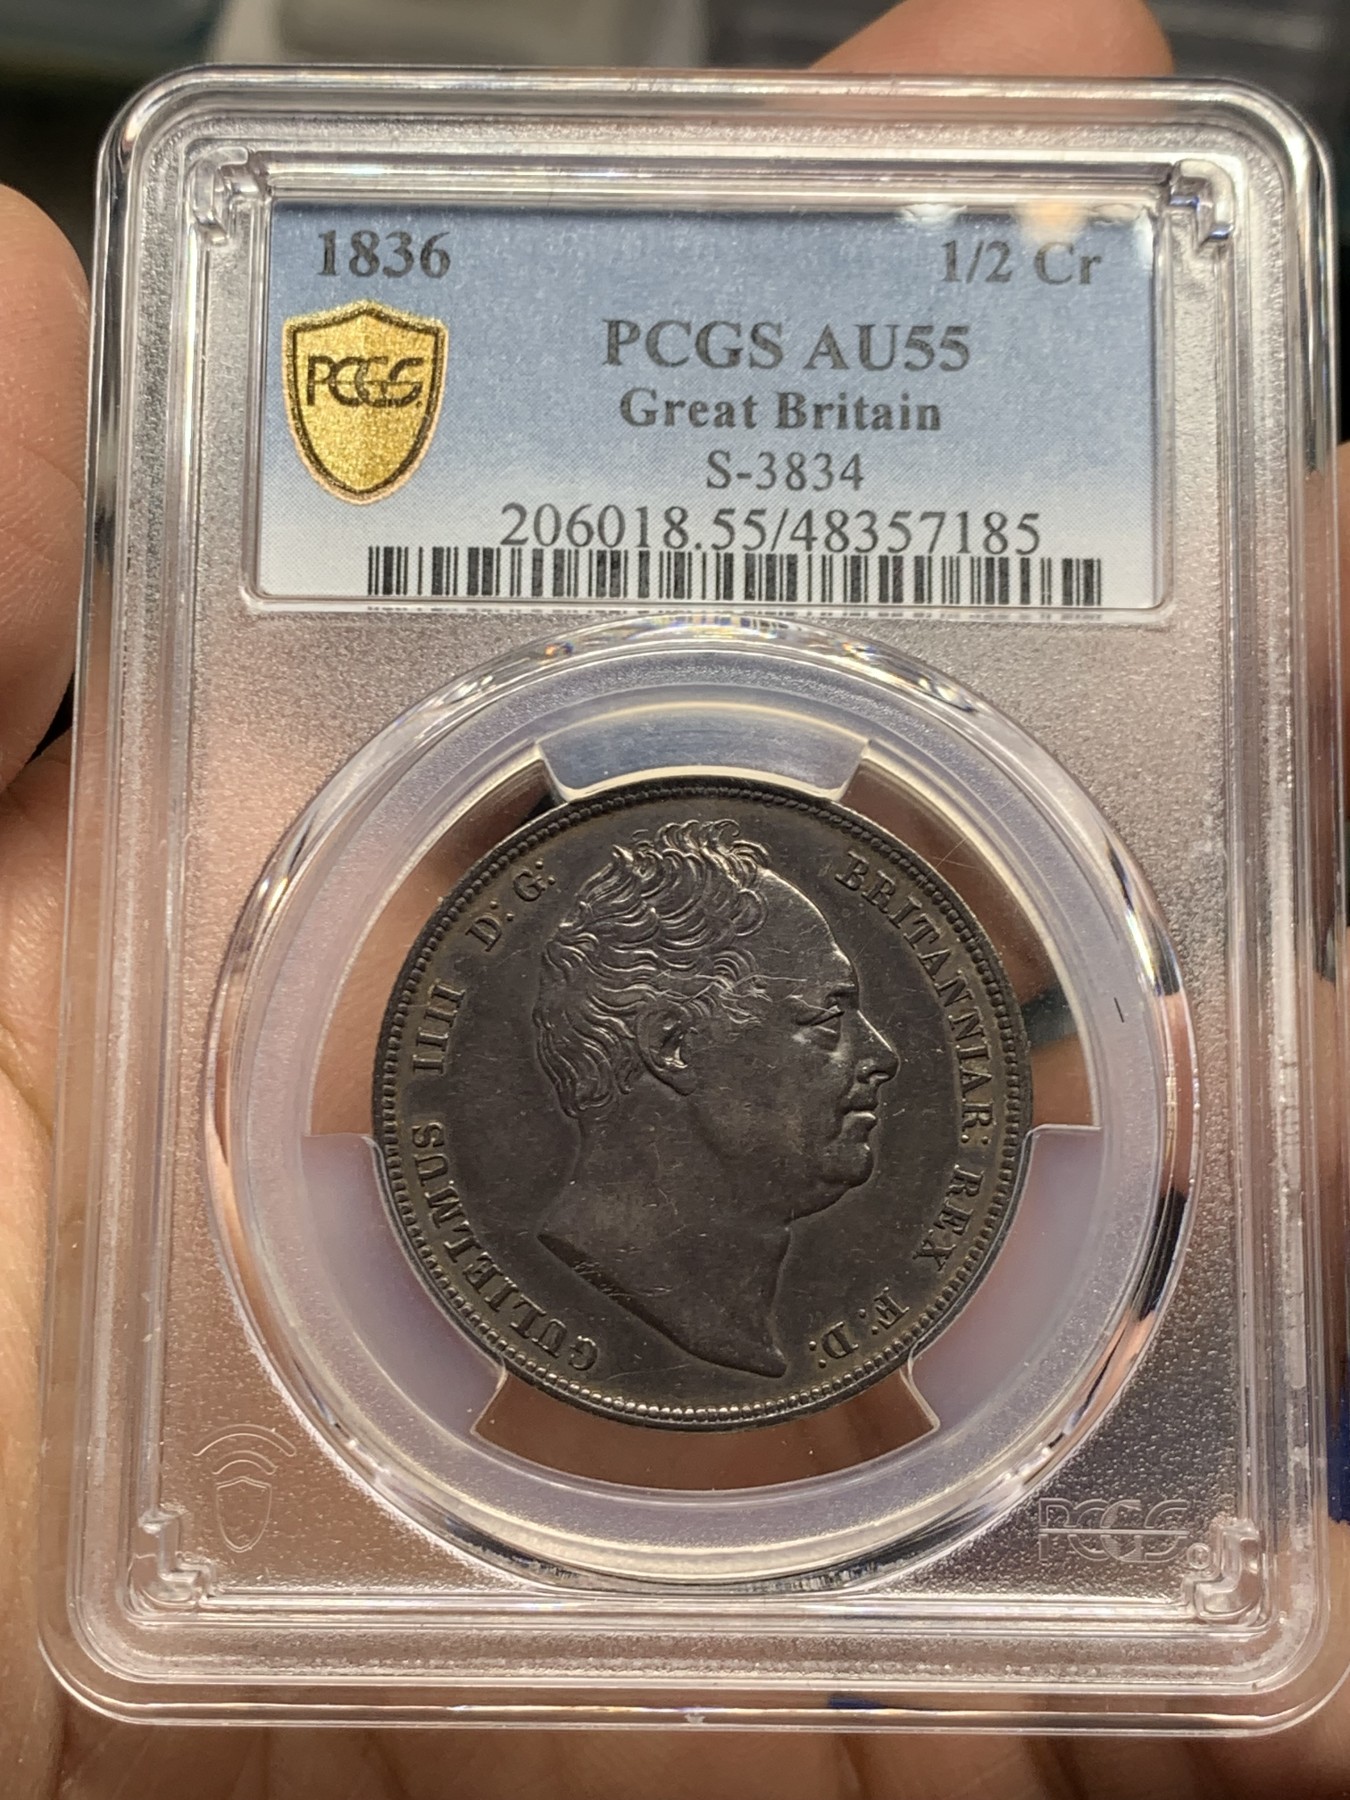 1836 1/2 Cr
PCGS
PCGS AU55
Great Britain
S-3834
206018.55/48357185
GULIELMUS IIII D: G: BRITANNIAR: REX F: D:
PCGS